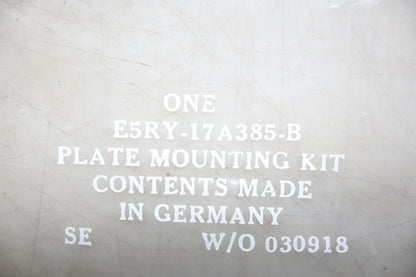 ONE
E5RY-17A385-B
PLATE MOUNTING KIT
CONTENTS MADE
IN GERMANY
SE W/O 030918